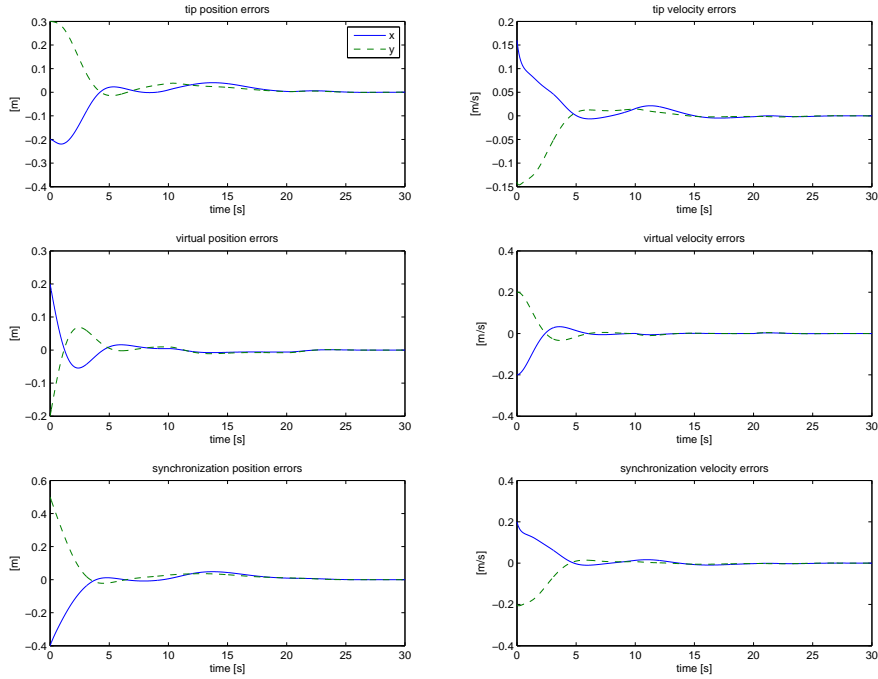 tip position errors
0.3
0.2
0.1
0
−0.1
−0.2
−0.3
−0.4
[m]
x
y
0 5 10 15 20 25 30
time [s]
tip velocity errors
0.2
0.15
0.1
0.05
0
−0.05
−0.1
−0.15
[m/s]
0 5 10 15 20 25 30
time [s]
virtual position errors
0.3
0.2
0.1
0
−0.1
−0.2
[m]
0 5 10 15 20 25 30
time [s]
virtual velocity errors
0.4
0.2
0
−0.2
−0.4
[m/s]
0 5 10 15 20 25 30
time [s]
synchronization position errors
0.6
0.4
0.2
0
−0.2
−0.4
[m]
0 5 10 15 20 25 30
time [s]
synchronization velocity errors
0.4
0.2
0
−0.2
−0.4
[m/s]
0 5 10 15 20 25 30
time [s]